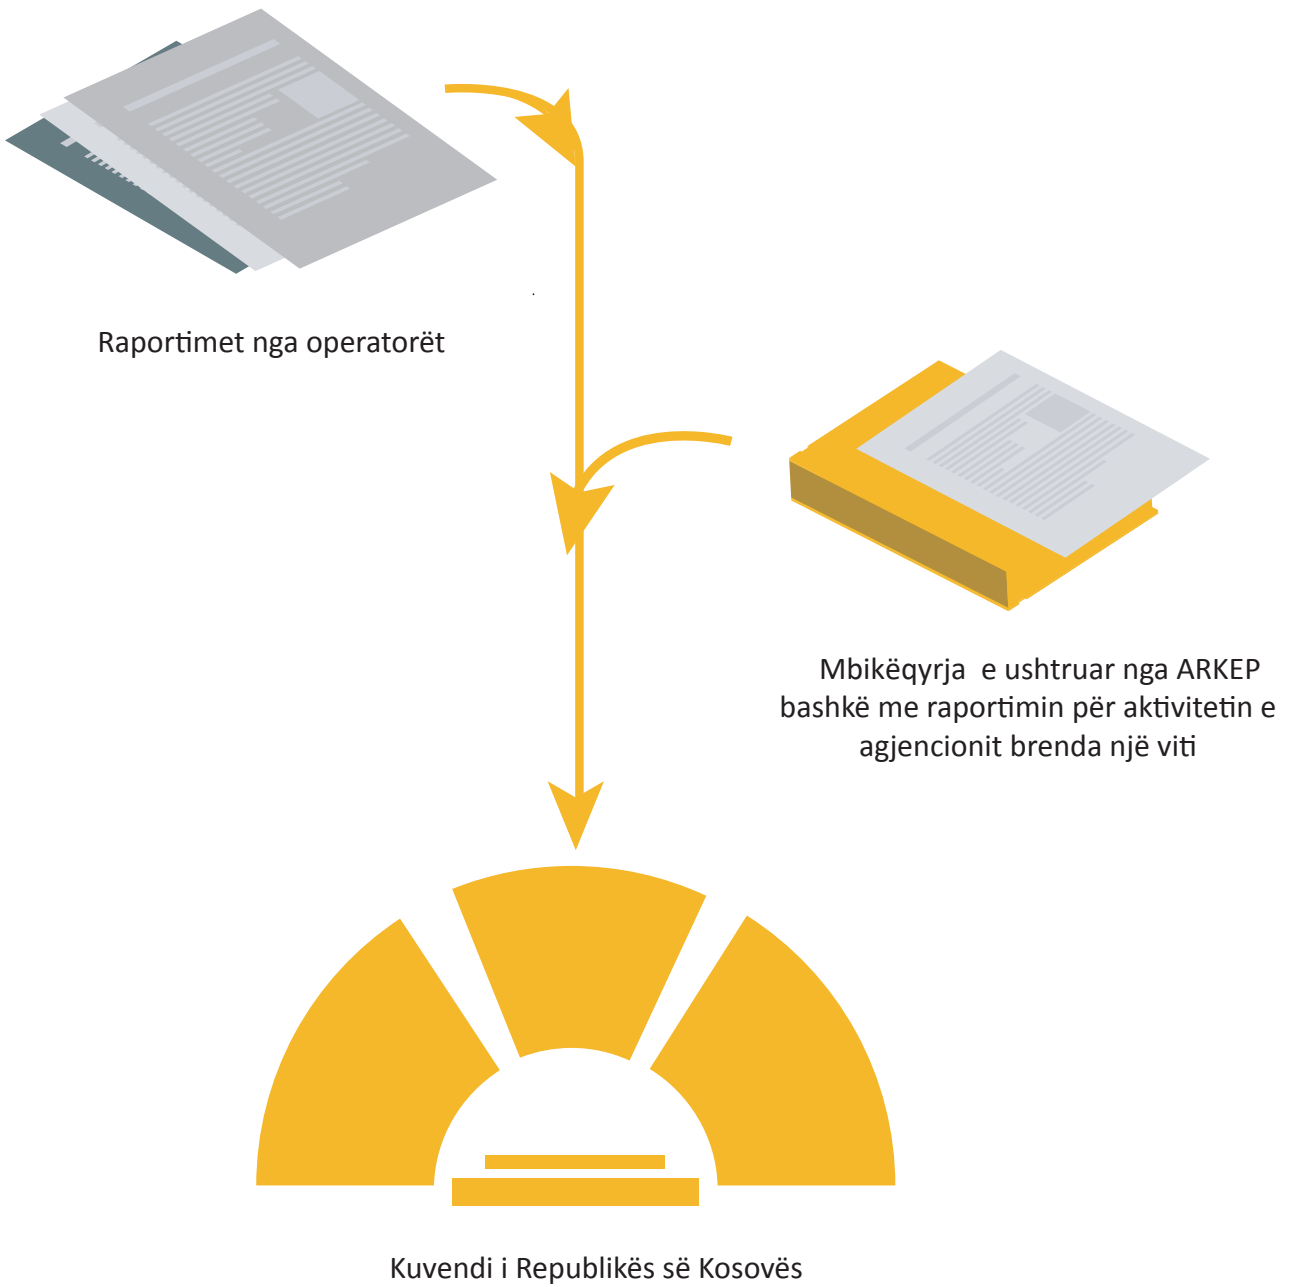 Raportimet nga operatorët
Mbikëqyrja e ushtruar nga ARKEP
bashkë me raportimin për aktivitetin e
agjencionit brenda një viti
Kuvendi i Republikës së Kosovës